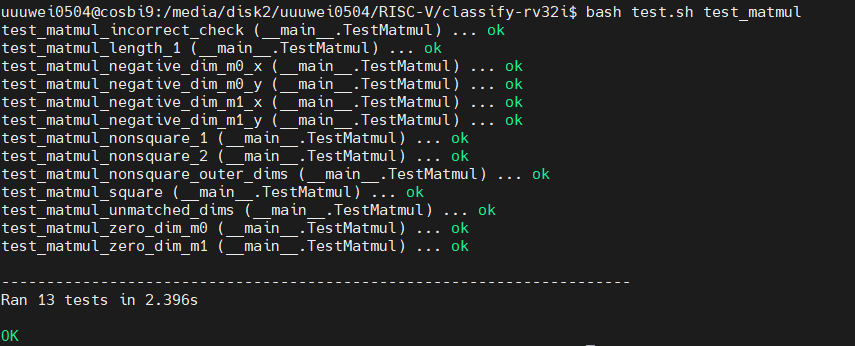 uuuwei0504@cosbi9:/media/disk2/uuuwei0504/RISC-V/classify-rv32i$ bash test.sh test_matmul
test_matmul_incorrect_check (__main__.TestMatmul) ... ok
test_matmul_length_1 (__main__.TestMatmul) ... ok
test_matmul_negative_dim_m0_x (__main__.TestMatmul) ... ok
test_matmul_negative_dim_m0_y (__main__.TestMatmul) ... ok
test_matmul_negative_dim_m1_x (__main__.TestMatmul) ... ok
test_matmul_negative_dim_m1_y (__main__.TestMatmul) ... ok
test_matmul_nonsquare_1 (__main__.TestMatmul) ... ok
test_matmul_nonsquare_2 (__main__.TestMatmul) ... ok
test_matmul_nonsquare_outer_dims (__main__.TestMatmul) ... ok
test_matmul_square (__main__.TestMatmul) ... ok
test_matmul_unmatched_dims (__main__.TestMatmul) ... ok
test_matmul_zero_dim_m0 (__main__.TestMatmul) ... ok
test_matmul_zero_dim_m1 (__main__.TestMatmul) ... ok
----------------------------------------------------------------------
Ran 13 tests in 2.396s
OK